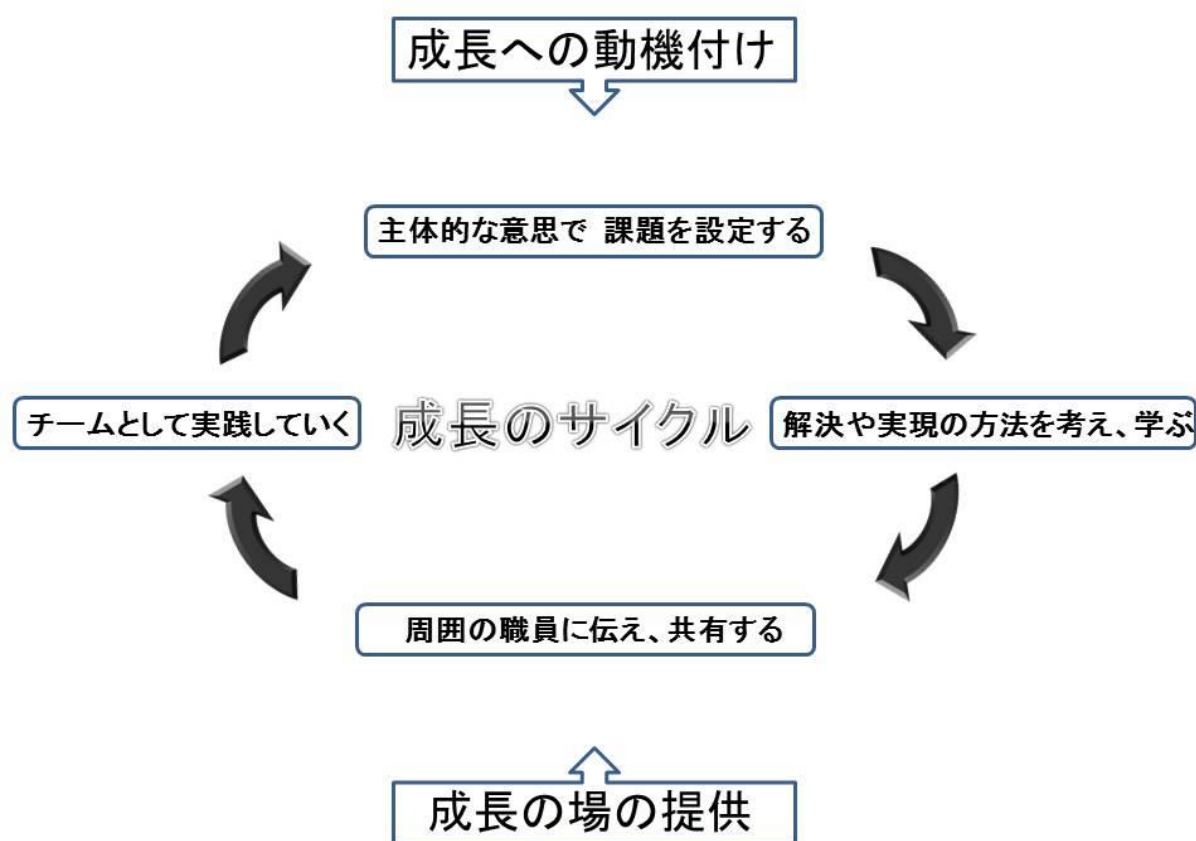 成長への動機付け
主体的な意思で 課題を設定する
チームとして実践していく
成長のサイクル
解決や実現の方法を考え、学ぶ
周囲の職員に伝え、共有する
成長の場の提供